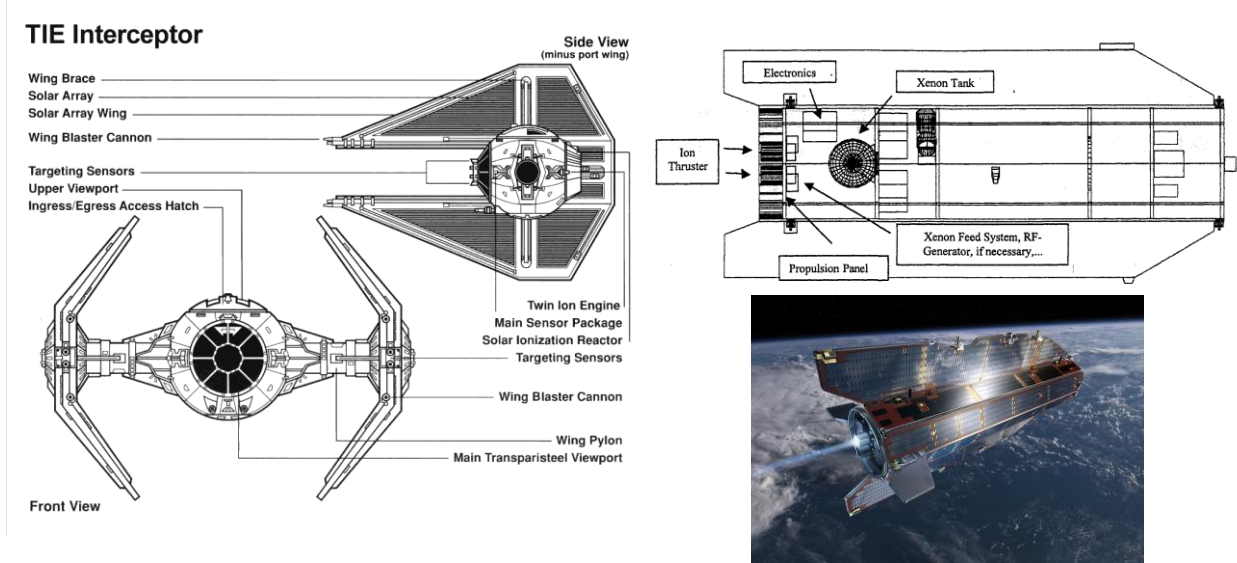 TIE Interceptor
Side View
(minus port wing)
Wing Brace
Solar Array
Solar Array Wing
Wing Blaster Cannon
Targeting Sensors
Upper Viewport
Ingress/Egress Access Hatch
Twin Ion Engine
Main Sensor Package
Solar Ionization Reactor
Targeting Sensors
Wing Blaster Cannon
Wing Pylon
Main Transparisteel Viewport
Front View
Electronics
Xenon Tank
Ion
Thruster
Xenon Feed System, RF-
Generator, if necessary,...
Propulsion Panel